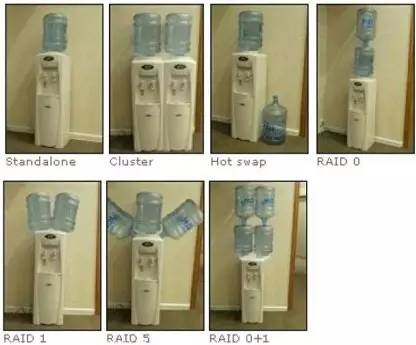 Standalone
Cluster
Hot swap
RAID 0
RAID 1
RAID 5
RAID 0+1